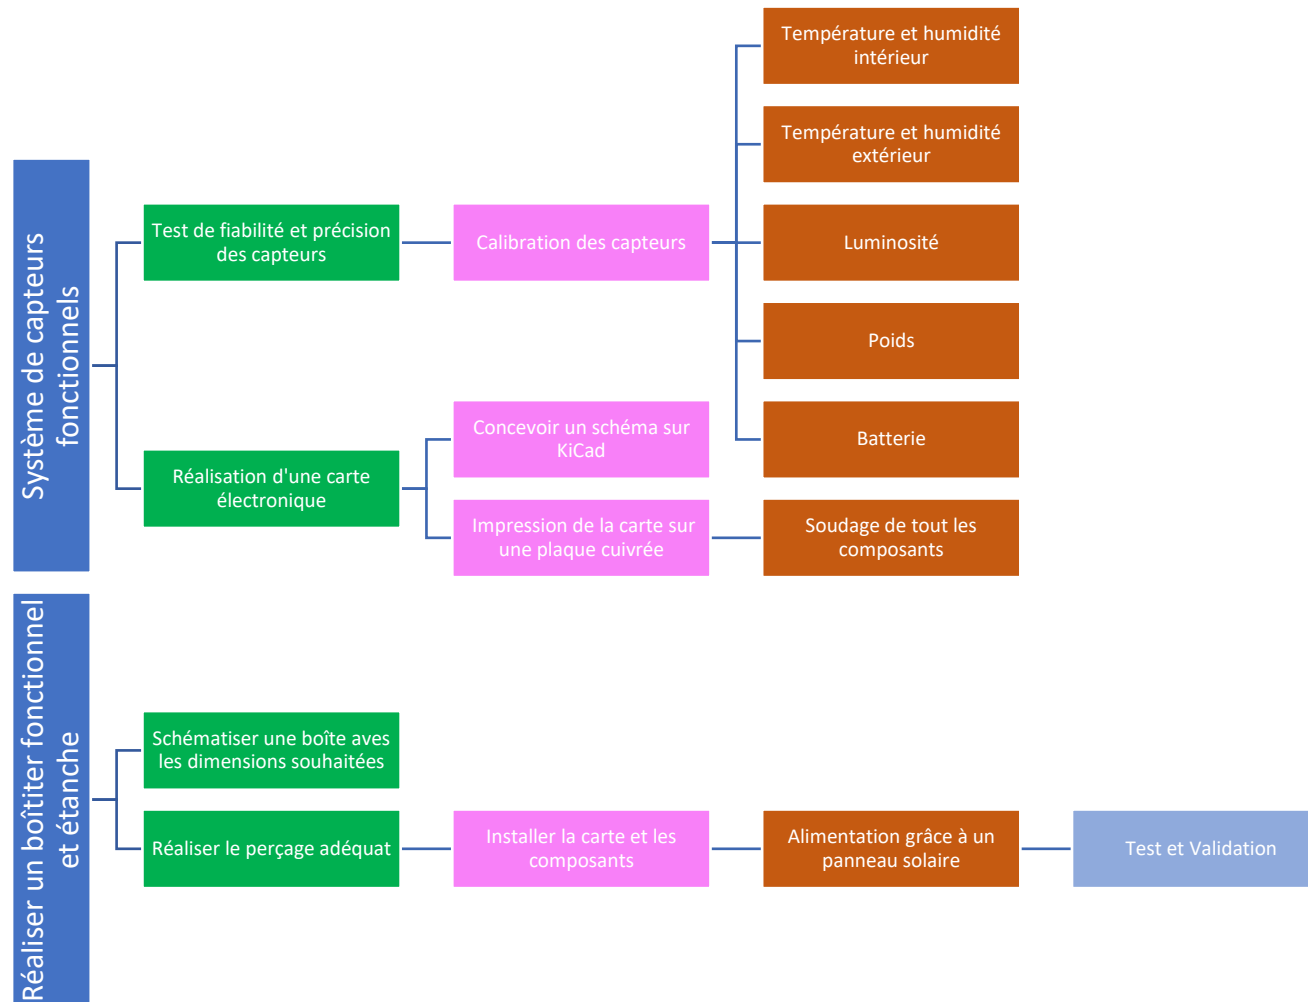 Système de capteurs
fonctionnels
Test de fiabilité et précision
des capteurs
Calibration des capteurs
Température et humidité
intérieur
Température et humidité
extérieur
Luminosité
Poids
Batterie
Réalisation d'une carte
électronique
Concevoir un schéma sur
KiCad
Impression de la carte sur
une plaque cuivrée
Soudage de tout les
composants
Réaliser un boîtiter fonctionnel
et étanche
Schématiser une boîte aves
les dimensions souhaitées
Réaliser le perçage adéquat
Installer la carte et les
composants
Alimentation grâce à un
panneau solaire
Test et Validation